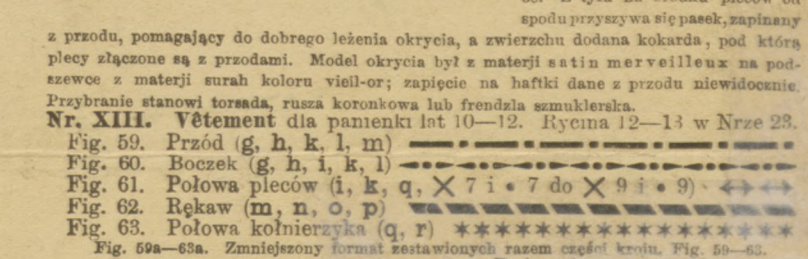 spodu przyszywa się pasek, zapinany
z przodu, pomagający do dobrego leżenia okrycia, a zwierzchu dodana kokarda, pod którą
plecy złączone są z przodami. Model okrycia był z materji satin merveilleux na pod-
szewce z materji surah koloru vieil-or; zapięcie na haftki dane z przodu niewidocznie.
Przybranie stanowi torsada, rusza koronkowa lub frendzla szmuklerska.
Nr. XIII. Vêtement dla panienki lat 10—12. Rycina 12—13 w Nrze 23.
Fig. 59. Przód (g, h, k, l, m)
Fig. 60. Boczek (g, h, i, k, l)
Fig. 61. Połowa pleców (i, k, q, ✕ 7 i • 7 do ✕ 9 i • 9)
Fig. 62. Rękaw (m, n, o, p)
Fig. 63. Połowa kołnierzyka (q, r)
Fig. 59a—63a. Zmniejszony format zestawionych razem części kroju, Fig. 59—63.